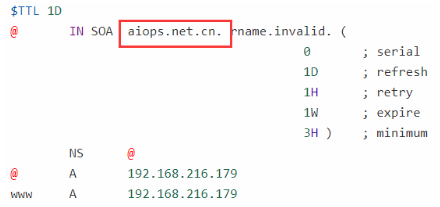 $TTL 1D
@ IN SOA aiops.net.cn. rname.invalid. (
0 ; serial
1D ; refresh
1H ; retry
1W ; expire
3H ) ; minimum
NS @
@ A 192.168.216.179
www A 192.168.216.179